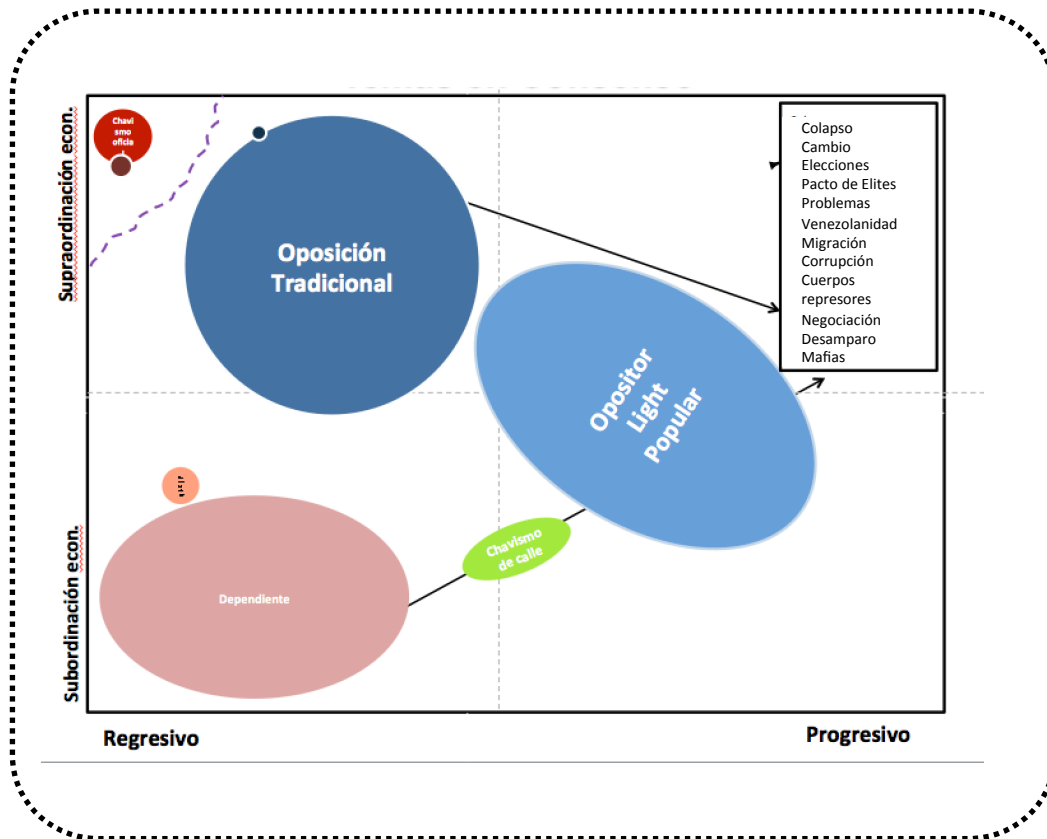 Supraordinación econ.
Chavi
smo
oficia
Oposición
Tradicional
Colapso
Cambio
Elecciones
Pacto de Elites
Problemas
Venezolanidad
Migración
Corrupción
Cuerpos
represores
Negociación
Desamparo
Mafias
Opositor
Light
Popular
Subordinación econ.
Chavismo
de calle
Dependiente
Regresivo
Progresivo